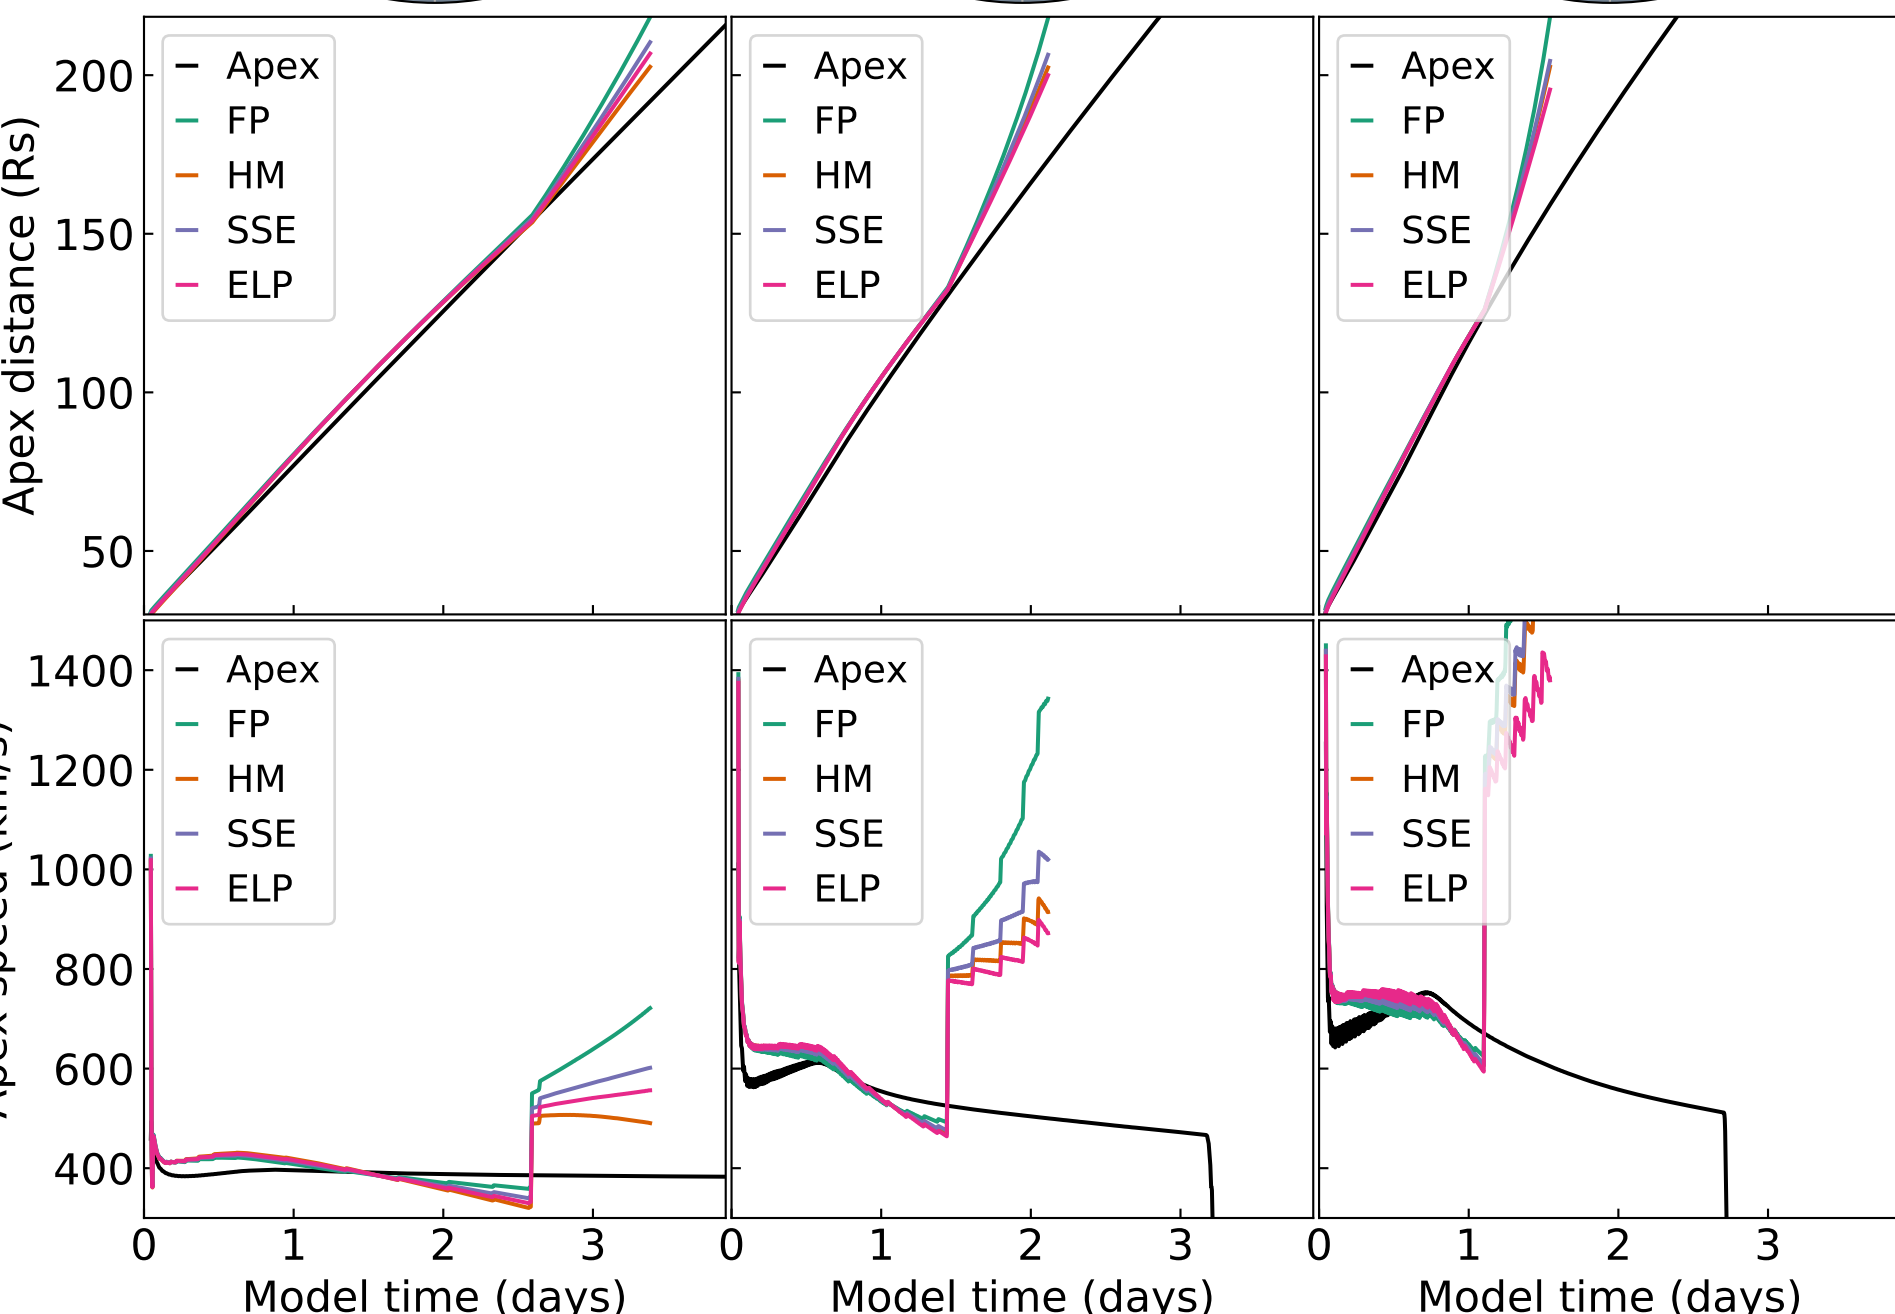 Apex distance (Rs)
200
150
100
50
Apex
FP
HM
SSE
ELP
Apex
FP
HM
SSE
ELP
Apex
FP
HM
SSE
ELP
Apex speed (km/s)
1400
1200
1000
800
600
400
Apex
FP
HM
SSE
ELP
Apex
FP
HM
SSE
ELP
Apex
FP
HM
SSE
ELP
0 1 2 3
0 1 2 3
0 1 2 3
Model time (days)
Model time (days)
Model time (days)